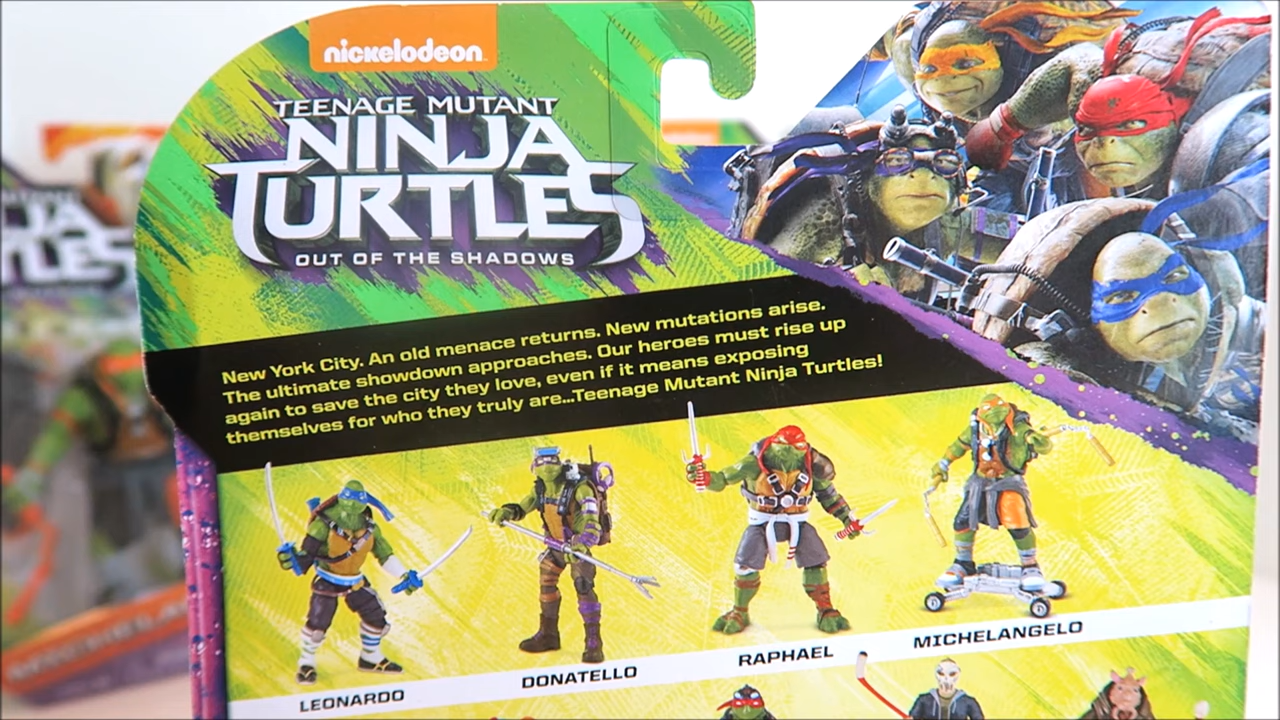 nickelodeon
TEENAGE MUTANT
NINJA
TURTLES
OUT OF THE SHADOWS
New York City. An old menace returns. New mutations arise.
The ultimate showdown approaches. Our heroes must rise up
again to save the city they love, even if it means exposing
themselves for who they truly are...Teenage Mutant Ninja Turtles!
LEONARDO
DONATELLO
RAPHAEL
MICHELANGELO